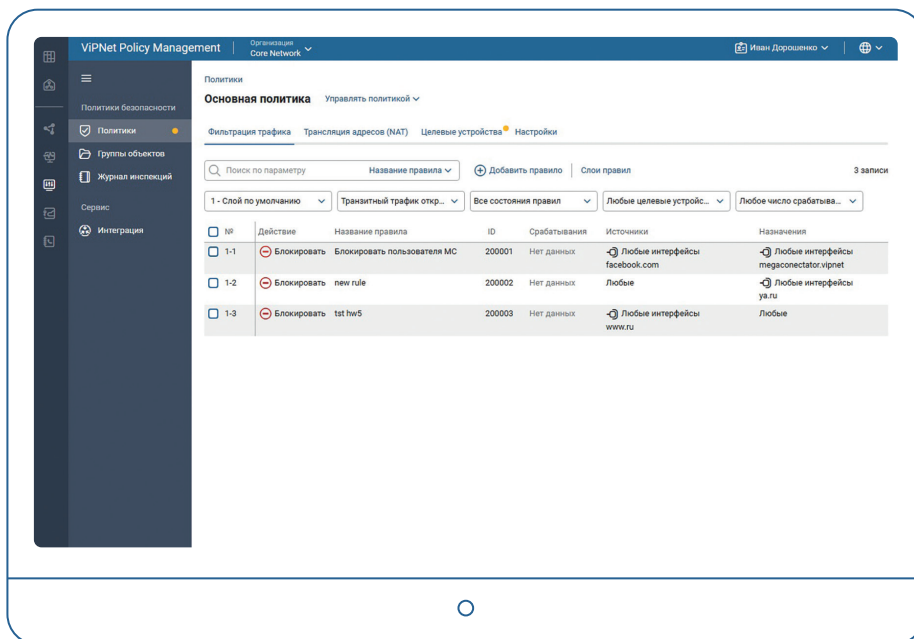 ViPNet Policy Management
Организация
Core Network
Иван Дорошенко
Политики безопасности
Политики
Группы объектов
Журнал инспекций
Сервис
Интеграция
Политики
Основная политика Управлять политикой
Фильтрация трафика Трансляция адресов (NAT) Целевые устройства Настройки
Поиск по параметру Название правила Добавить правило Слои правил 3 записи
1 - Слой по умолчанию Транзитный трафик откр... Все состояния правил Любые целевые устройс... Любое число срабатыва...
№ Действие Название правила ID Срабатывания Источники Назначения
1-1 Блокировать Блокировать пользователя МС 200001 Нет данных Любые интерфейсы Любые интерфейсы
facebook.com megaconectator.vipnet
1-2 Блокировать new rule 200002 Нет данных Любые Любые интерфейсы
ya.ru
1-3 Блокировать tst hw5 200003 Нет данных Любые интерфейсы Любые
www.ru